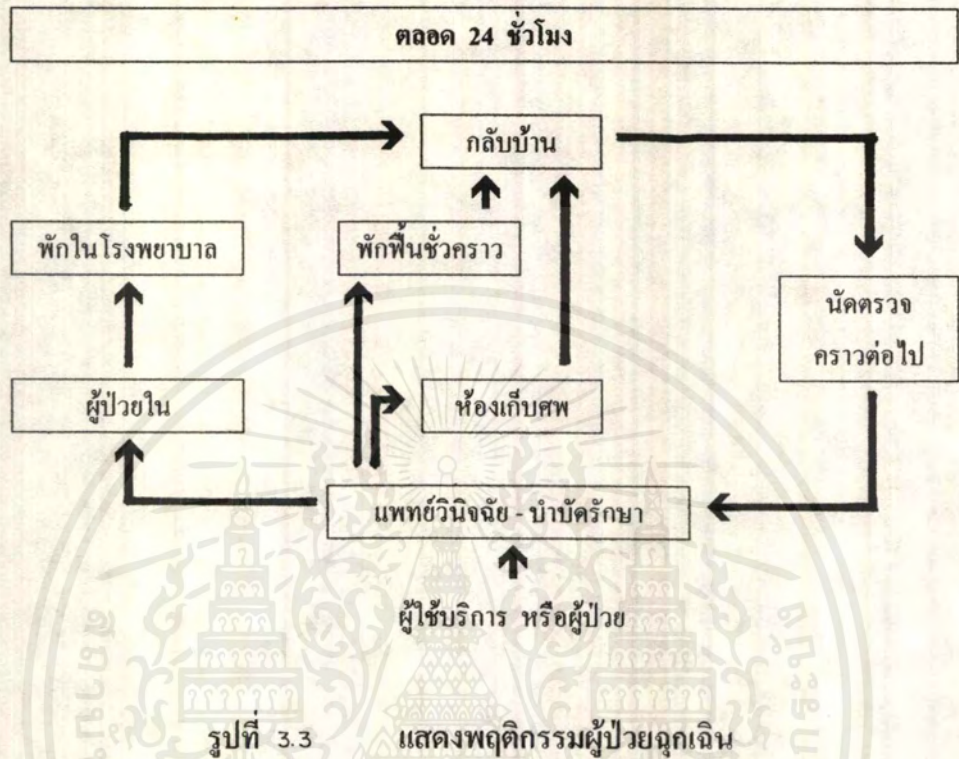 ตลอด 24 ชั่วโมง
กลับบ้าน
พักในโรงพยาบาล
พักฟื้นชั่วคราว
นัดตรวจ
คราวต่อไป
ผู้ป่วยใน
ห้องเก็บศพ
แพทย์วินิจฉัย - บำบัดรักษา
ผู้ใช้บริการ หรือผู้ป่วย
รูปที่ 3.3 แสดงพฤติกรรมผู้ป่วยฉุกเฉิน